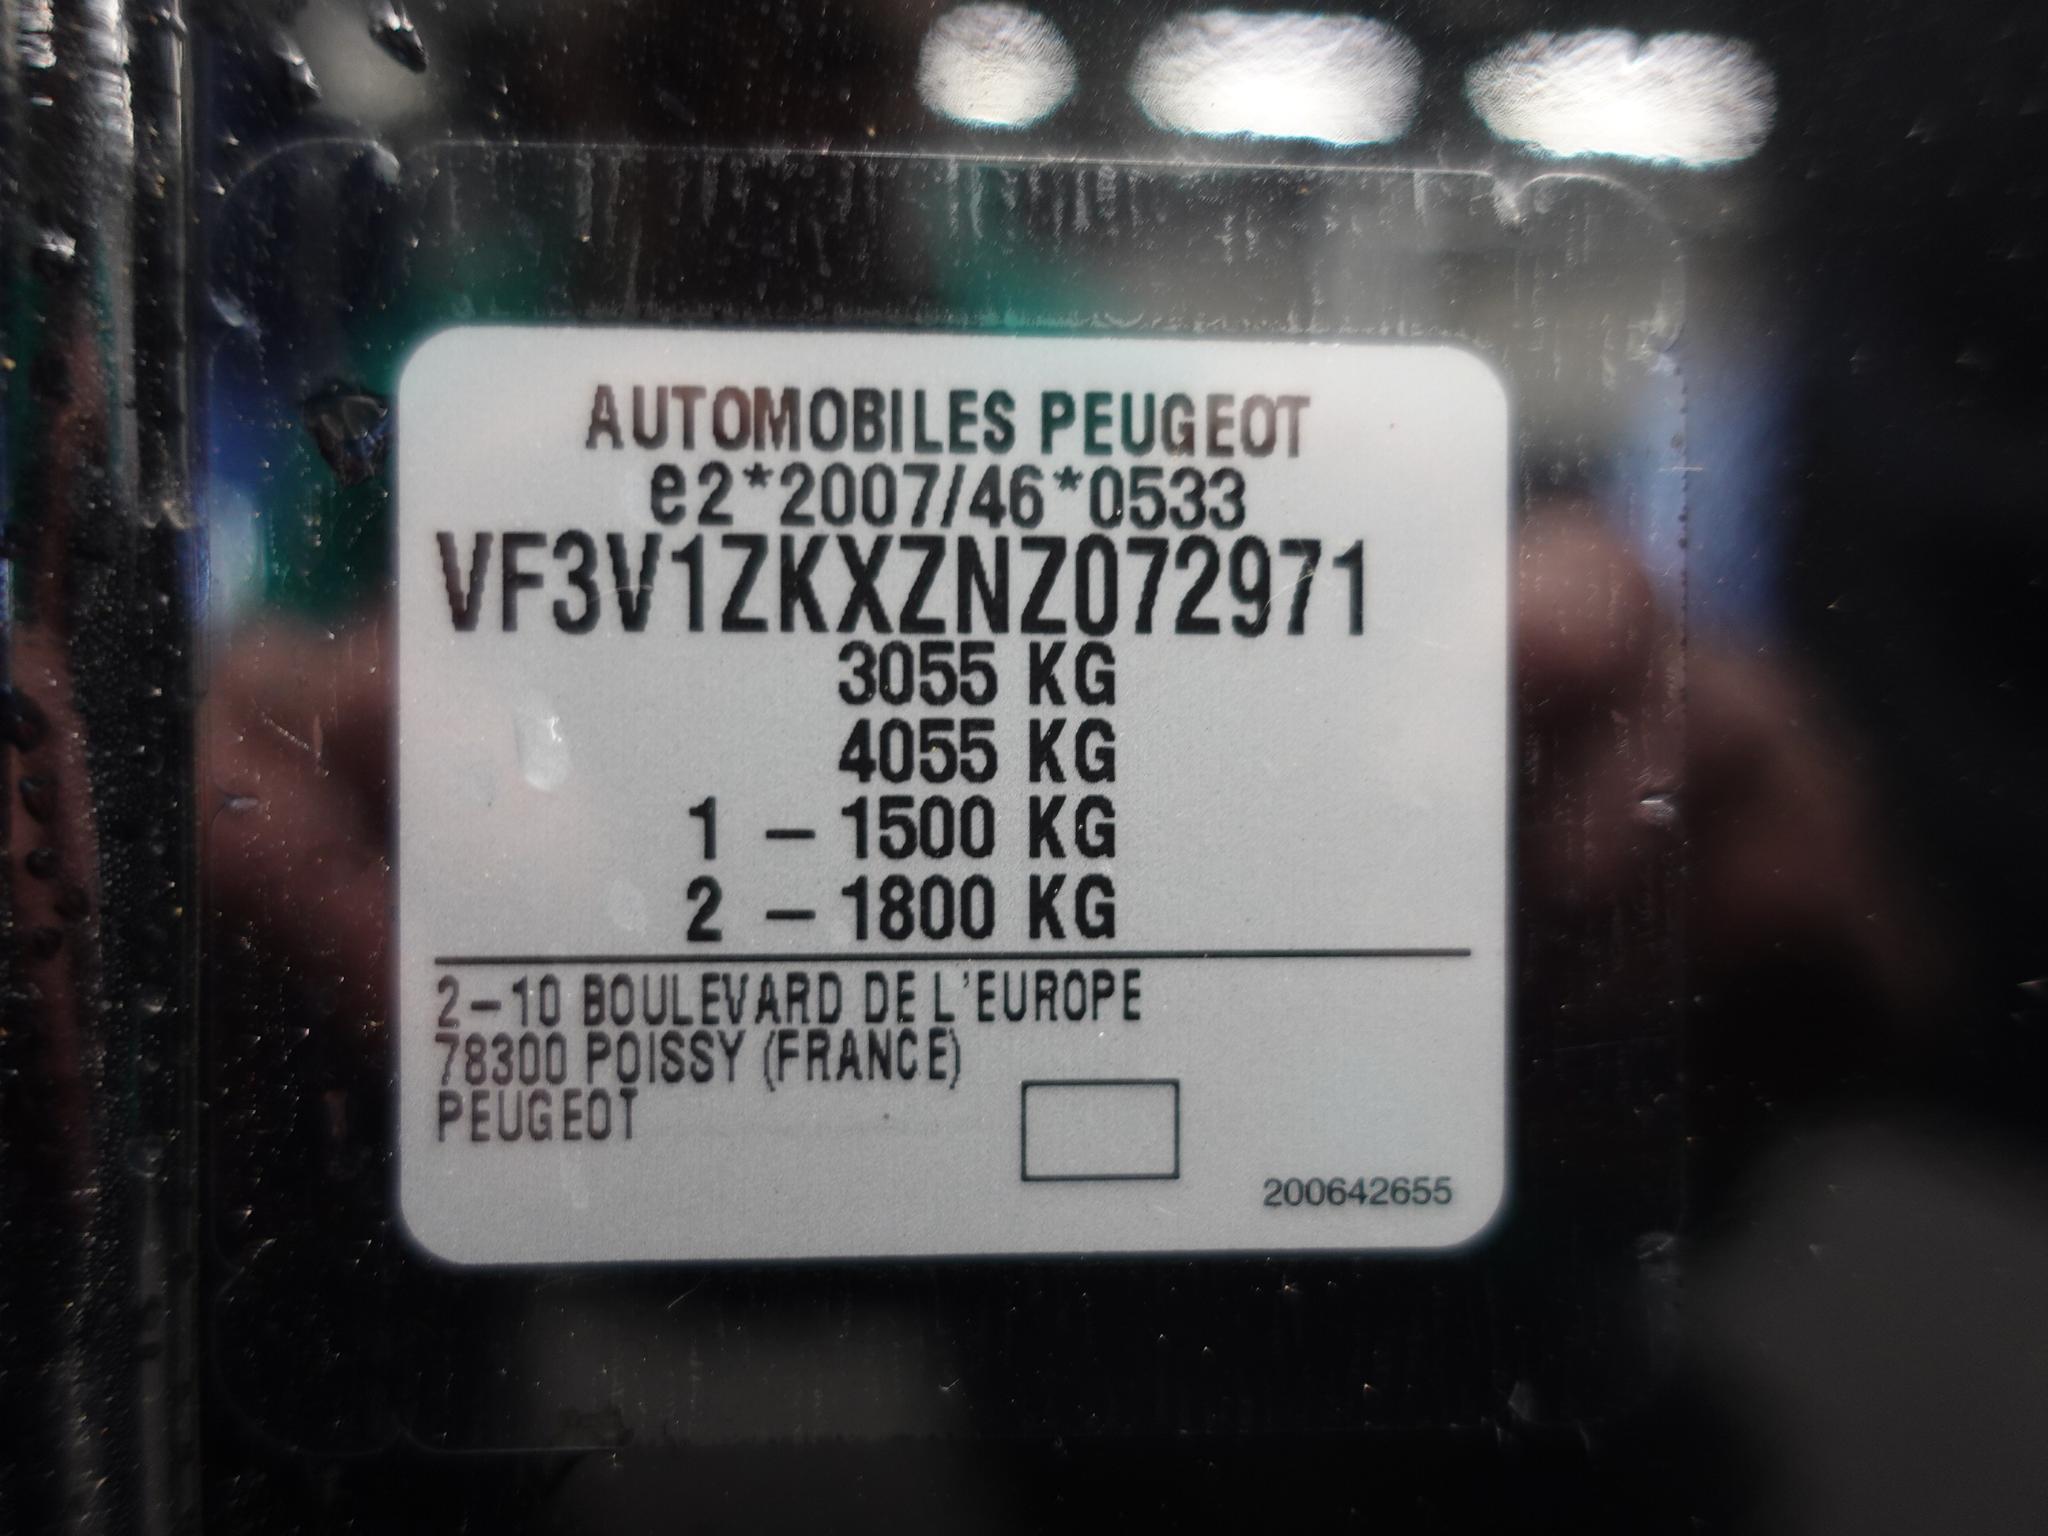 AUTOMOBILES PEUGEOT
e2*2007/46*0533
VF3V1ZKXZNZ072971
3055 KG
4055 KG
1 – 1500 KG
2 – 1800 KG
2–10 BOULEVARD DE L'EUROPE
78300 POISSY (FRANCE)
PEUGEOT
200642655